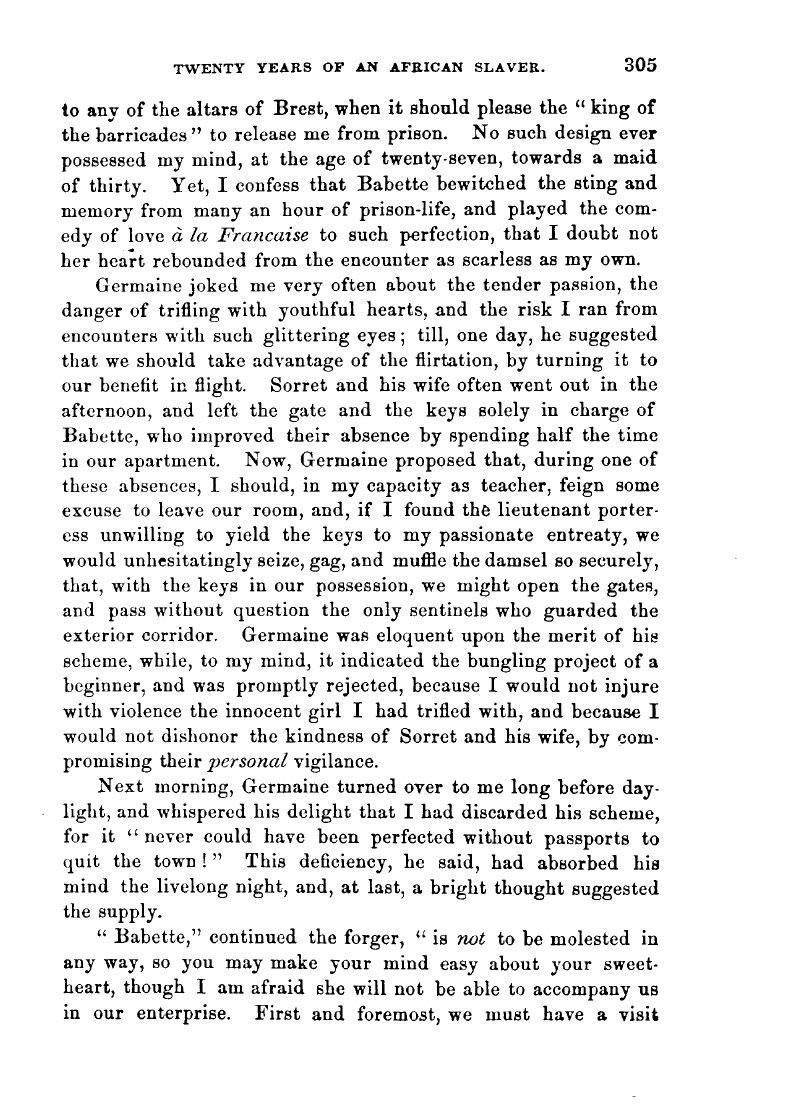 TWENTY YEARS OF AN AFRICAN SLAVER. 305
to any of the altars of Brest, when it should please the “ king of
the barricades ” to release me from prison. No such design ever
possessed my mind, at the age of twenty-seven, towards a maid
of thirty. Yet, I confess that Babette bewitched the sting and
memory from many an hour of prison-life, and played the com-
edy of love à la Francaise to such perfection, that I doubt not
her heart rebounded from the encounter as scarless as my own.
Germaine joked me very often about the tender passion, the
danger of trifling with youthful hearts, and the risk I ran from
encounters with such glittering eyes ; till, one day, he suggested
that we should take advantage of the flirtation, by turning it to
our benefit in flight. Sorret and his wife often went out in the
afternoon, and left the gate and the keys solely in charge of
Babette, who improved their absence by spending half the time
in our apartment. Now, Germaine proposed that, during one of
these absences, I should, in my capacity as teacher, feign some
excuse to leave our room, and, if I found the lieutenant porter-
ess unwilling to yield the keys to my passionate entreaty, we
would unhesitatingly seize, gag, and muffle the damsel so securely,
that, with the keys in our possession, we might open the gates,
and pass without question the only sentinels who guarded the
exterior corridor. Germaine was eloquent upon the merit of his
scheme, while, to my mind, it indicated the bungling project of a
beginner, and was promptly rejected, because I would not injure
with violence the innocent girl I had trifled with, and because I
would not dishonor the kindness of Sorret and his wife, by com-
promising their personal vigilance.
Next morning, Germaine turned over to me long before day-
light, and whispered his delight that I had discarded his scheme,
for it “ never could have been perfected without passports to
quit the town ! ” This deficiency, he said, had absorbed his
mind the livelong night, and, at last, a bright thought suggested
the supply.
“ Babette,” continued the forger, “ is not to be molested in
any way, so you may make your mind easy about your sweet-
heart, though I am afraid she will not be able to accompany us
in our enterprise. First and foremost, we must have a visit